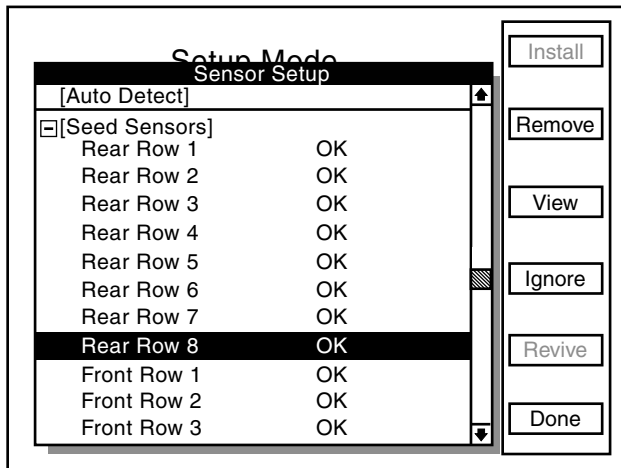 Setup Mode
Sensor Setup
[Auto Detect]
[Seed Sensors]
Rear Row 1 OK
Rear Row 2 OK
Rear Row 3 OK
Rear Row 4 OK
Rear Row 5 OK
Rear Row 6 OK
Rear Row 7 OK
Rear Row 8 OK
Front Row 1 OK
Front Row 2 OK
Front Row 3 OK
Install
Remove
View
Ignore
Revive
Done